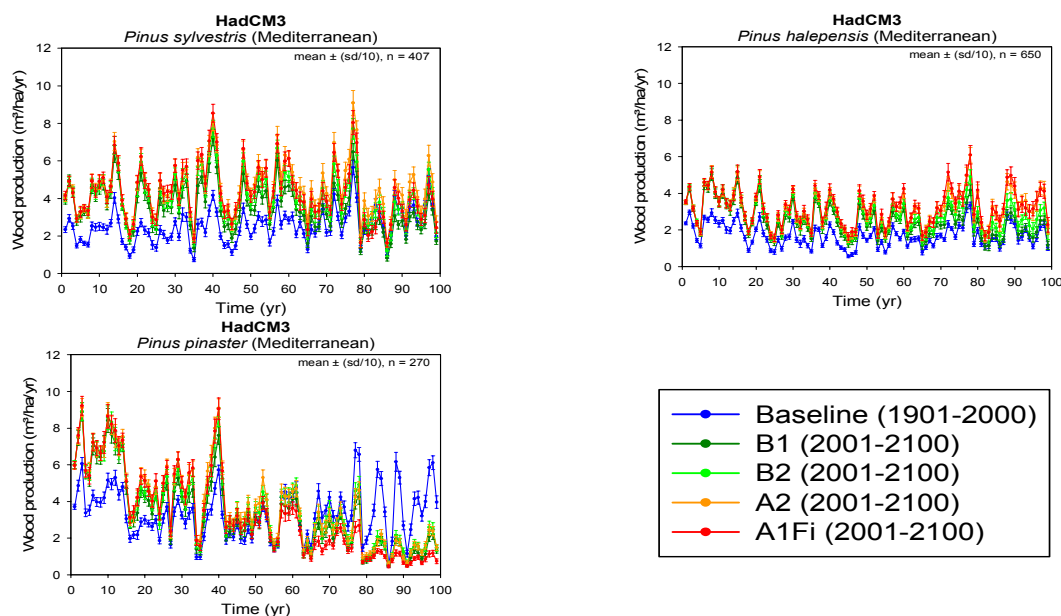 HadCM3
Pinus sylvestris (Mediterranean)
mean ± (sd/10), n = 407
Wood production (m³/ha/yr)
12
10
8
6
4
2
0
0 10 20 30 40 50 60 70 80 90 100
Time (yr)
HadCM3
Pinus halepensis (Mediterranean)
mean ± (sd/10), n = 650
Wood production (m³/ha/yr)
12
10
8
6
4
2
0
0 10 20 30 40 50 60 70 80 90 100
Time (yr)
HadCM3
Pinus pinaster (Mediterranean)
mean ± (sd/10), n = 270
Wood production (m³/ha/yr)
12
10
8
6
4
2
0
0 10 20 30 40 50 60 70 80 90 100
Time (yr)
Baseline (1901-2000)
B1 (2001-2100)
B2 (2001-2100)
A2 (2001-2100)
A1Fi (2001-2100)